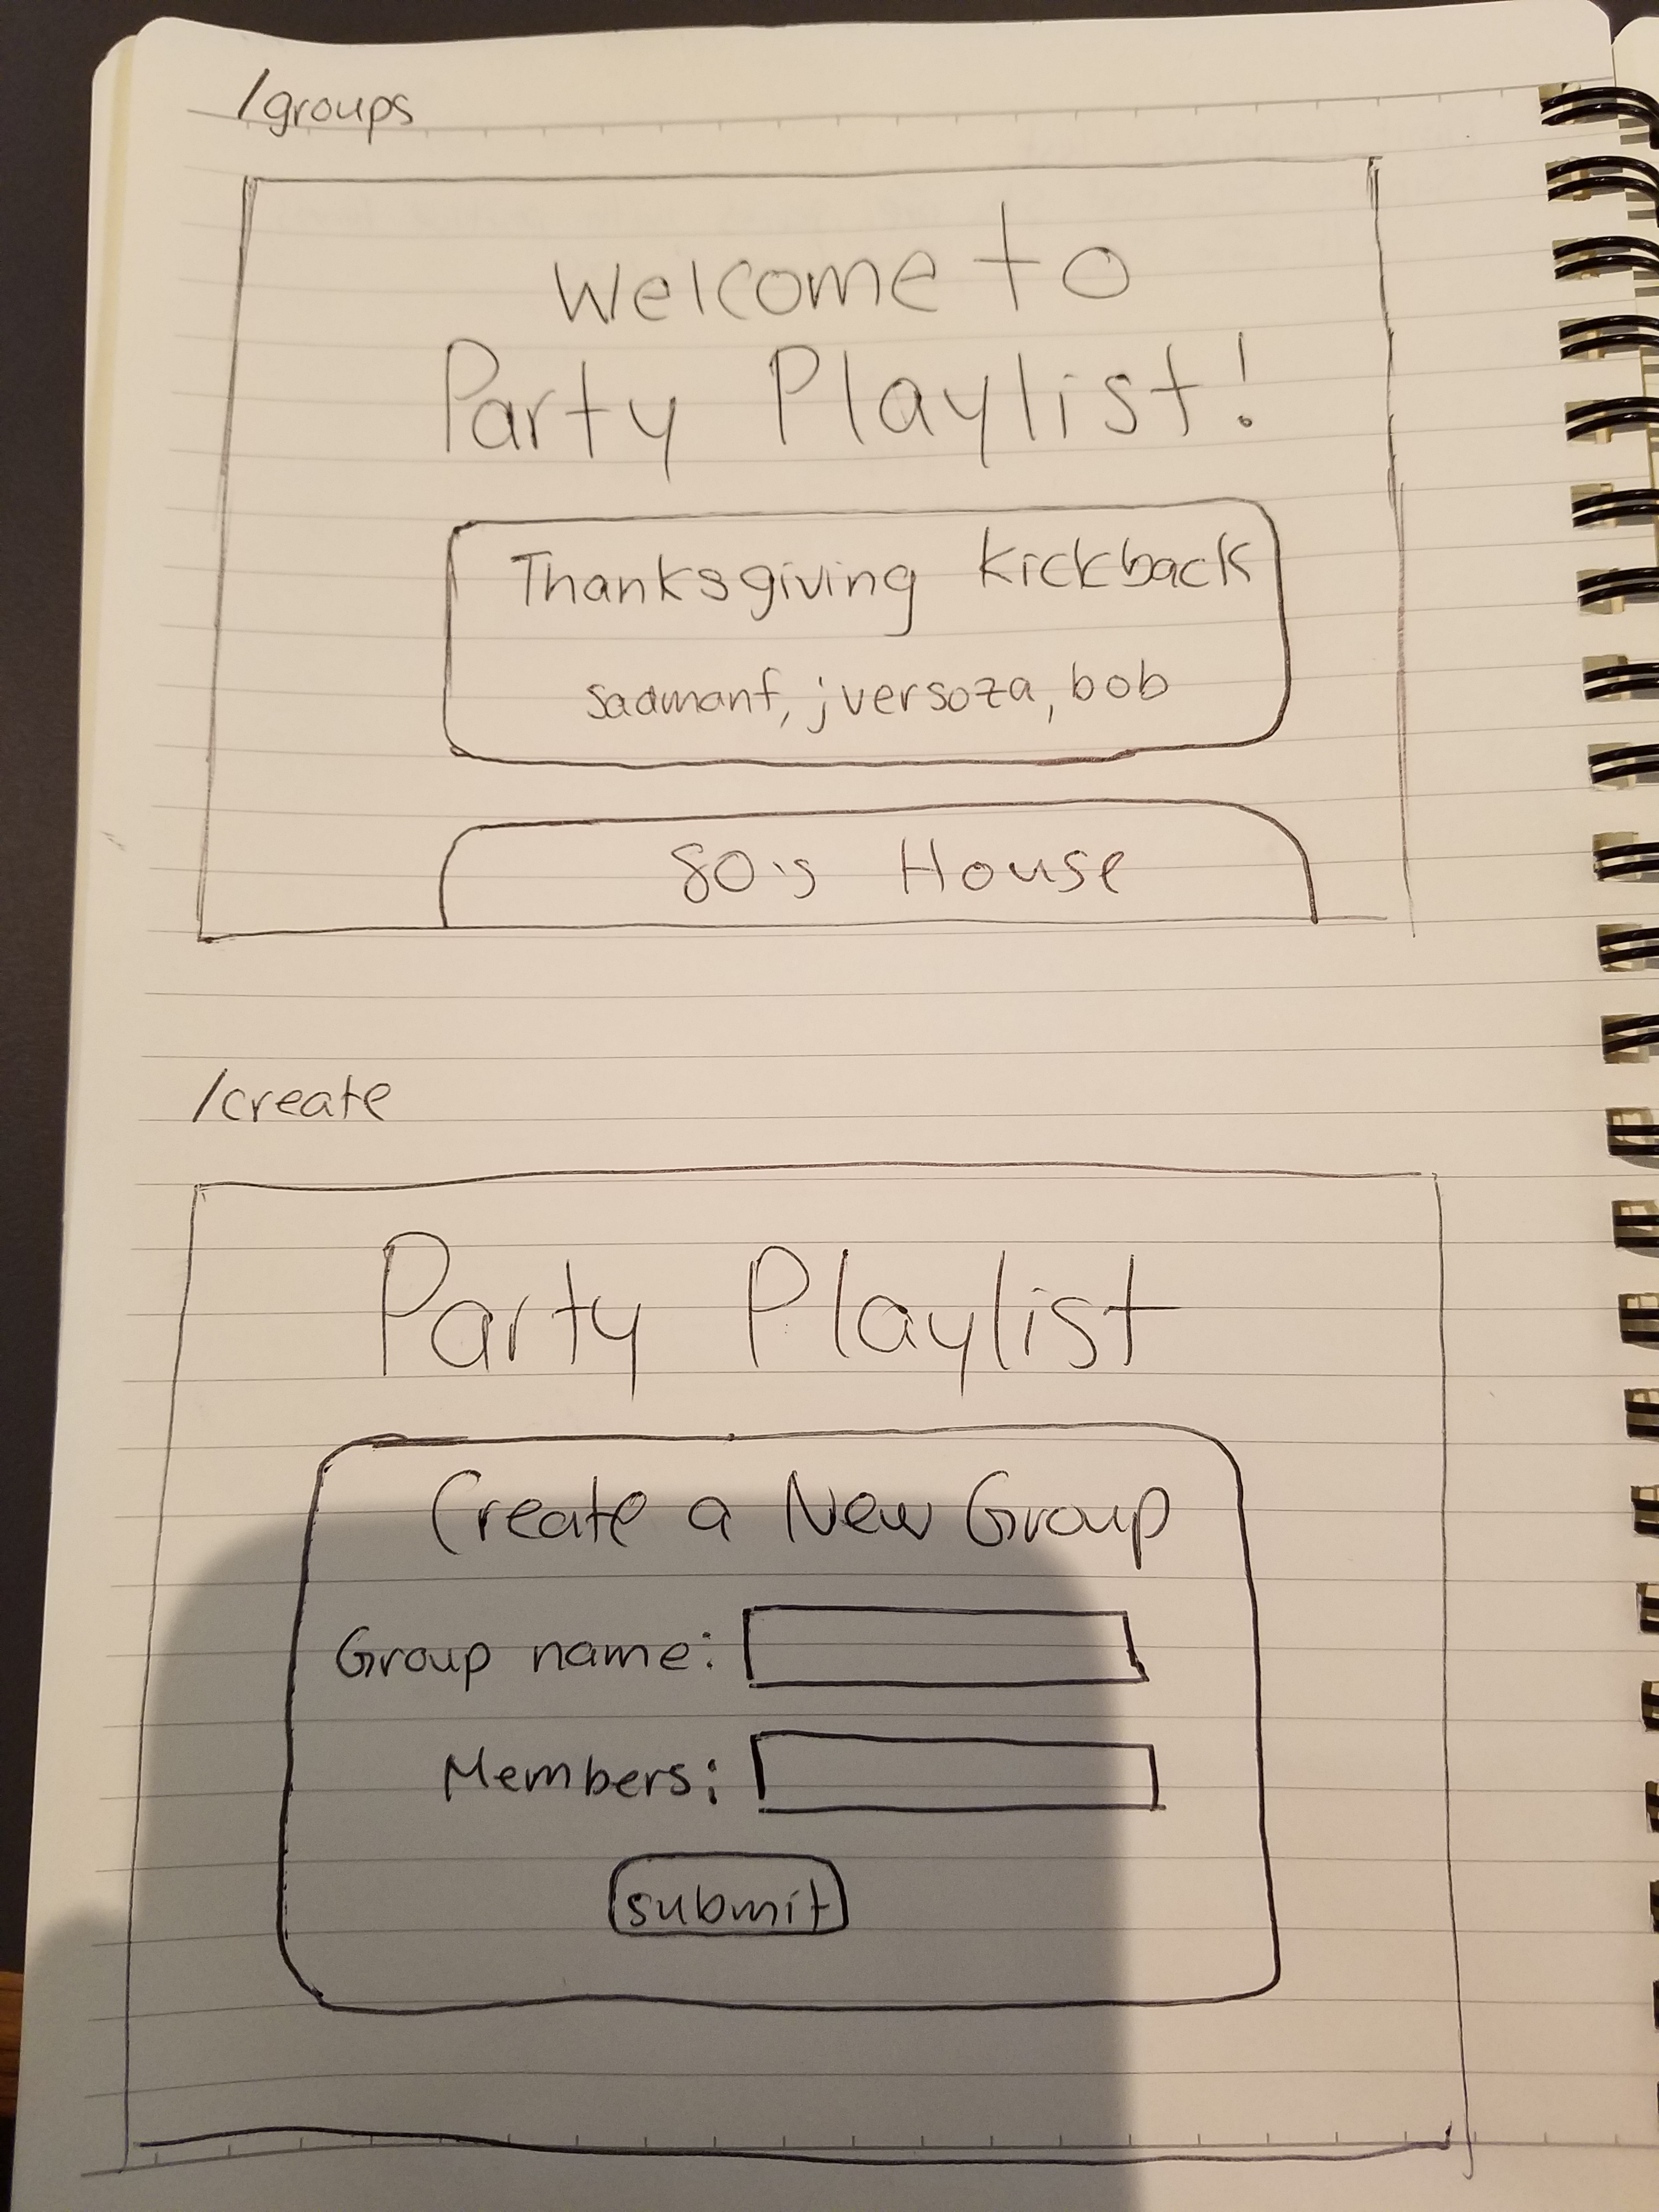 /groups
Welcome to
Party Playlist!
Thanksgiving Kickback
sadmanf, jversoza, bob
80's House
/create
Party Playlist
Create a New Group
Group name:
Members:
submit